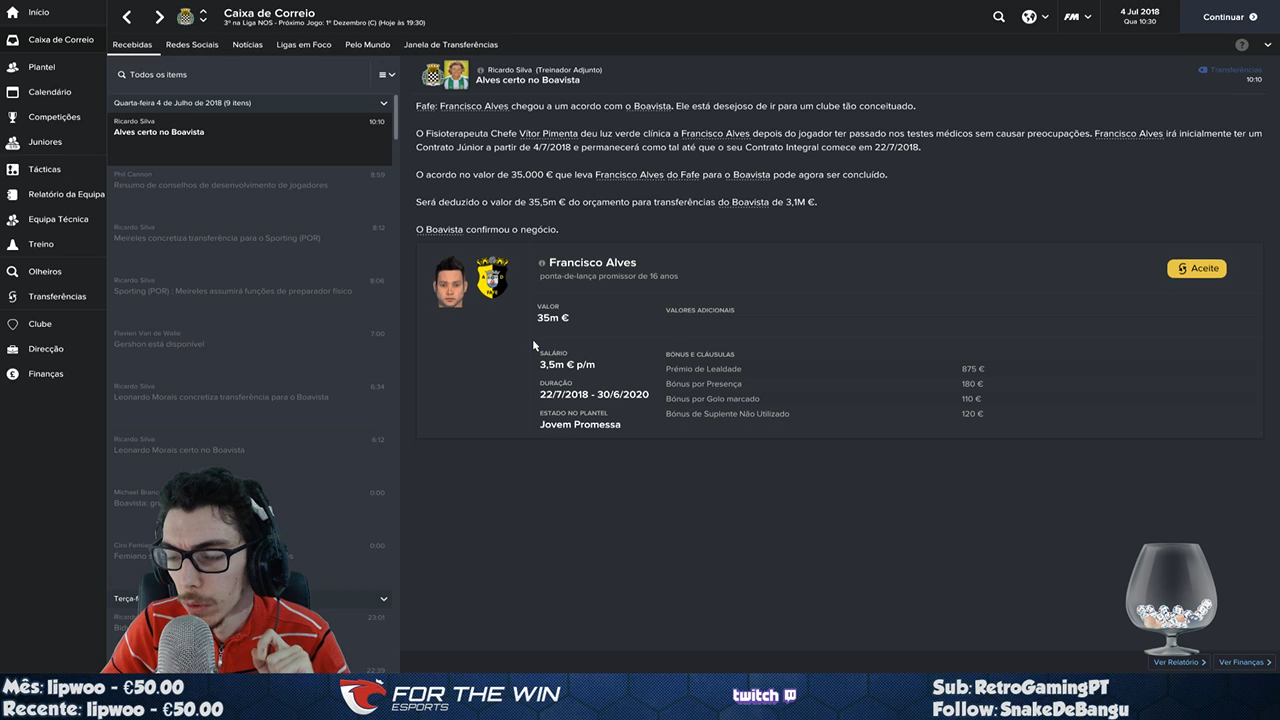 Início
Caixa de Correio
Plantel
Calendário
Competições
Juniores
Tácticas
Relatório da Equipa
Equipa Técnica
Treino
Olheiros
Transferências
Clube
Direcção
Finanças
Caixa de Correio
3º na Liga NOS - Próximo Jogo: 1º Dezembro (C) (Hoje às 19:30)
FM
4 Jul 2018
Qua 10:30
Continuar
Recebidas Redes Sociais Notícias Ligas em Foco Pelo Mundo Janela de Transferências
Todos os items
Quarta-feira 4 de Julho de 2018 (9 itens)
Ricardo Silva 10:10
Alves certo no Boavista
Phil Cannon 8:59
Resumo de conselhos de desenvolvimento de jogadores
Ricardo Silva 8:12
Meireles concretiza transferência para o Sporting (POR)
Ricardo Silva 8:06
Sporting (POR) : Meireles assumirá funções de preparador físico
Flavien Van de Walle 7:00
Gershon está disponível
Ricardo Silva 6:34
Leonardo Morais concretiza transferência para o Boavista
Ricardo Silva 6:12
Leonardo Morais certo no Boavista
0:00
Boavista:
0:00
23:01
22:39
Ricardo Silva (Treinador Adjunto)
Alves certo no Boavista
Transferências
10:10
Fafe: Francisco Alves chegou a um acordo com o Boavista. Ele está desejoso de ir para um clube tão conceituado.
O Fisioterapeuta Chefe Vítor Pimenta deu luz verde clínica a Francisco Alves depois do jogador ter passado nos testes médicos sem causar preocupações. Francisco Alves irá inicialmente ter um
Contrato Júnior a partir de 4/7/2018 e permanecerá como tal até que o seu Contrato Integral comece em 22/7/2018.
O acordo no valor de 35.000 € que leva Francisco Alves do Fafe para o Boavista pode agora ser concluído.
Será deduzido o valor de 35,5m € do orçamento para transferências do Boavista de 3,1M €.
O Boavista confirmou o negócio.
Francisco Alves
ponta-de-lança promissor de 16 anos
Aceite
VALOR
35m €
VALORES ADICIONAIS
SALÁRIO
3,5m € p/m
DURAÇÃO
22/7/2018 - 30/6/2020
ESTADO NO PLANTEL
Jovem Promessa
BÓNUS E CLÁUSULAS
Prémio de Lealdade 875 €
Bónus por Presença 180 €
Bónus por Golo marcado 110 €
Bónus de Suplente Não Utilizado 120 €
Ver Relatório Ver Finanças
Mês: lipwoo - €50.00
Recente: lipwoo - €50.00
FOR THE WIN
ESPORTS
twitch
Sub: RetroGamingPT
Follow: SnakeDeBangu